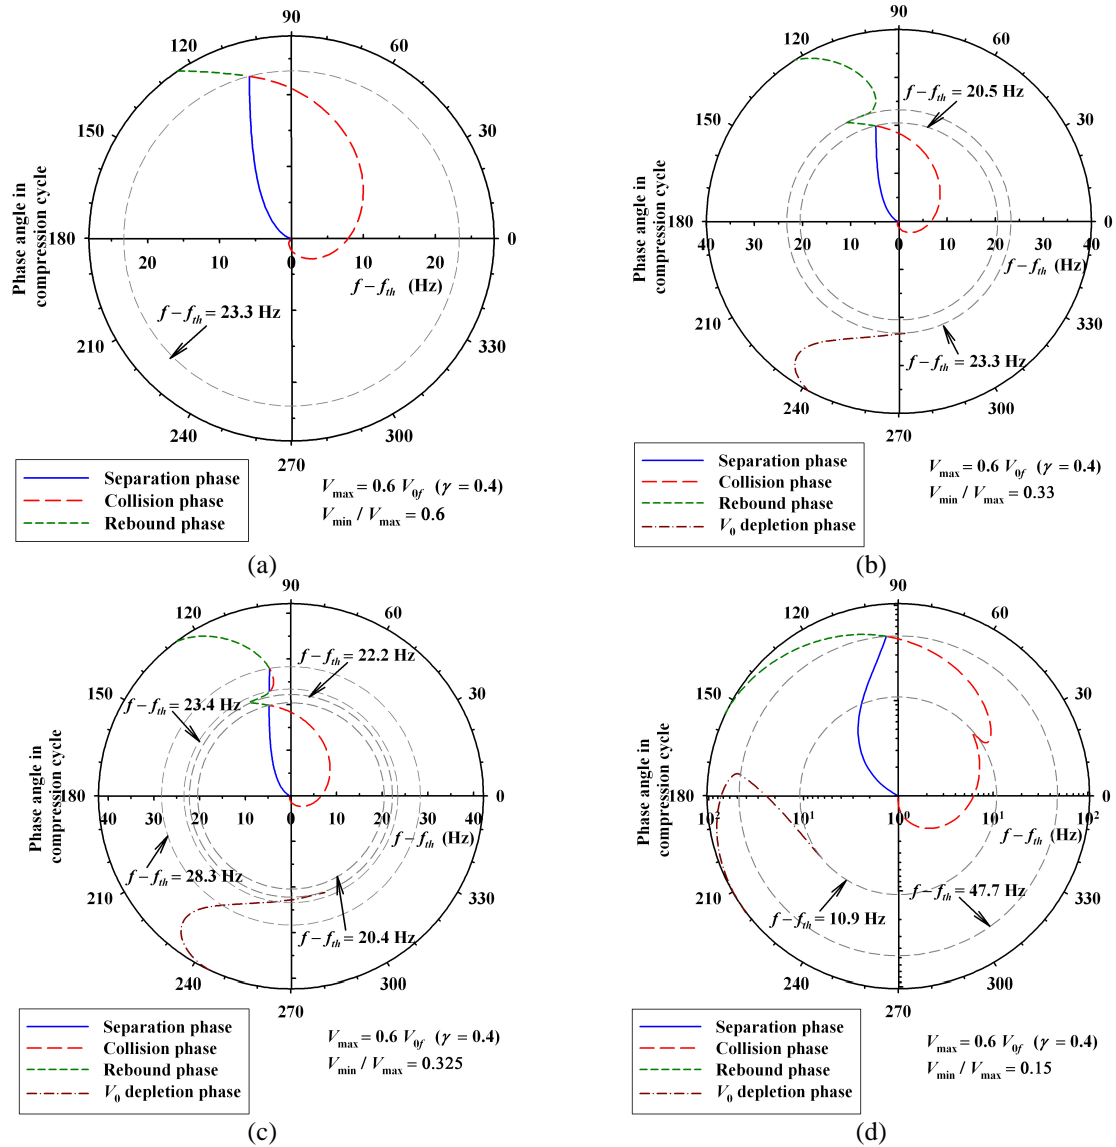 90
120
60
150
30
180
0
20
10
0
10
20
f – f_th (Hz)
f – f_th = 23.3 Hz
210
330
240
300
270
Phase angle in
compression cycle
Separation phase
Collision phase
Rebound phase
V_max = 0.6 V_0f (γ = 0.4)
V_min / V_max = 0.6
(a)
90
120
60
f – f_th = 20.5 Hz
150
30
180
0
40
30
20
10
0
10
20
30
40
f – f_th (Hz)
210
330
f – f_th = 23.3 Hz
240
300
270
Phase angle in
compression cycle
Separation phase
Collision phase
Rebound phase
V_0 depletion phase
V_max = 0.6 V_0f (γ = 0.4)
V_min / V_max = 0.33
(b)
90
120
60
f – f_th = 22.2 Hz
150
30
f – f_th = 23.4 Hz
180
0
40
30
20
10
0
10
20
30
40
f – f_th (Hz)
f – f_th = 28.3 Hz
210
330
f – f_th = 20.4 Hz
240
300
270
Phase angle in
compression cycle
Separation phase
Collision phase
Rebound phase
V_0 depletion phase
V_max = 0.6 V_0f (γ = 0.4)
V_min / V_max = 0.325
(c)
90
120
60
150
30
180
0
10²
10¹
10⁰
10¹
10²
f – f_th (Hz)
f – f_th = 47.7 Hz
210
330
f – f_th = 10.9 Hz
240
300
270
Phase angle in
compression cycle
Separation phase
Collision phase
Rebound phase
V_0 depletion phase
V_max = 0.6 V_0f (γ = 0.4)
V_min / V_max = 0.15
(d)